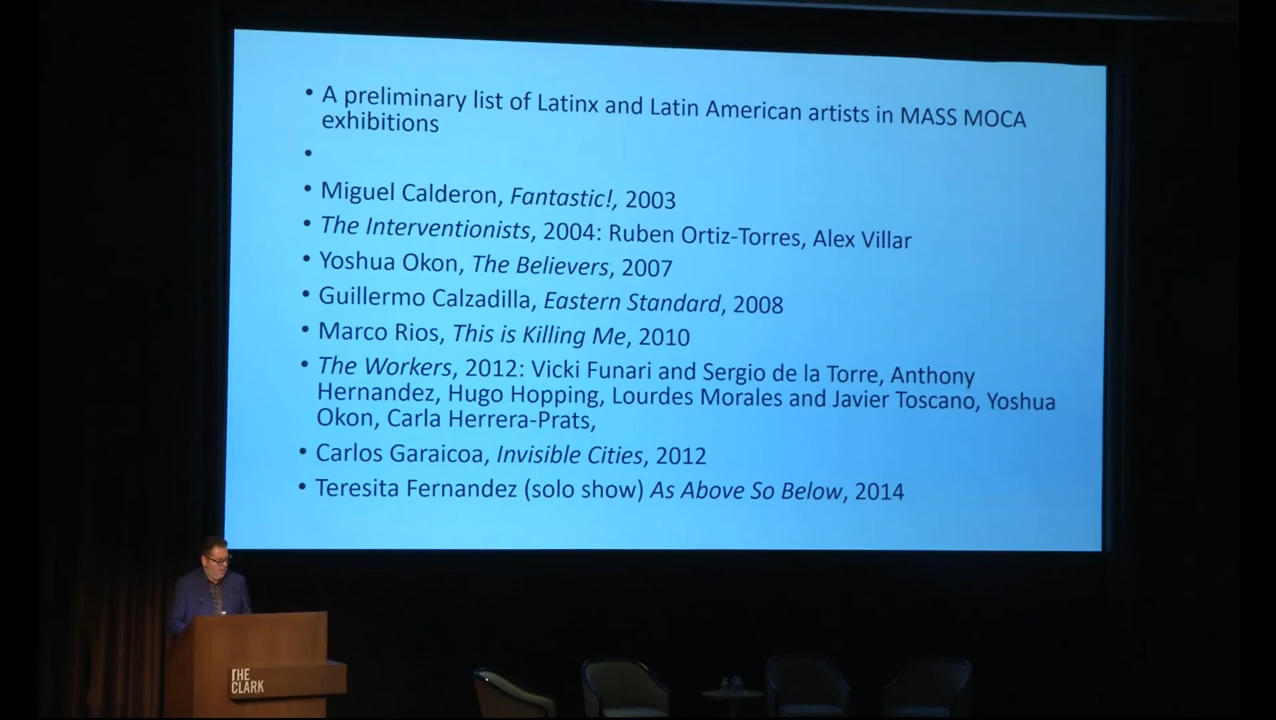 • A preliminary list of Latinx and Latin American artists in MASS MOCA
exhibitions
•
• Miguel Calderon, Fantastic!, 2003
• The Interventionists, 2004: Ruben Ortiz-Torres, Alex Villar
• Yoshua Okon, The Believers, 2007
• Guillermo Calzadilla, Eastern Standard, 2008
• Marco Rios, This is Killing Me, 2010
• The Workers, 2012: Vicki Funari and Sergio de la Torre, Anthony
Hernandez, Hugo Hopping, Lourdes Morales and Javier Toscano, Yoshua
Okon, Carla Herrera-Prats,
• Carlos Garaicoa, Invisible Cities, 2012
• Teresita Fernandez (solo show) As Above So Below, 2014
THE
CLARK